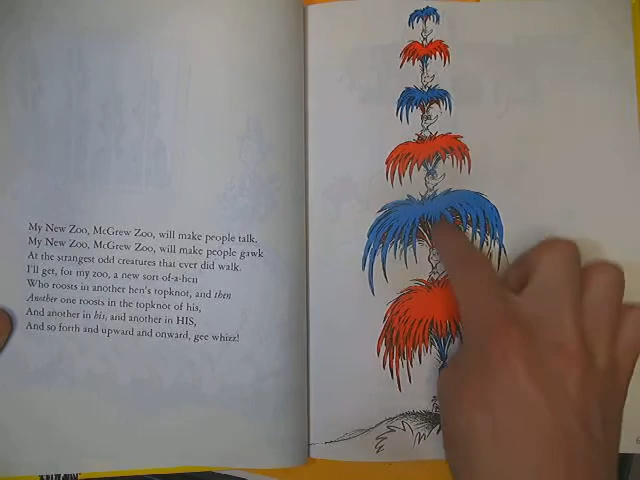 My New Zoo, McGrew Zoo, will make people talk.
My New Zoo, McGrew Zoo, will make people gawk
At the strangest odd creatures that ever did walk.
I'll get, for my zoo, a new sort-of-a-hen
Who roosts in another hen's topknot, and then
Another one roosts in the topknot of his,
And another in his, and another in HIS,
And so forth and upward and onward, gee whizz!